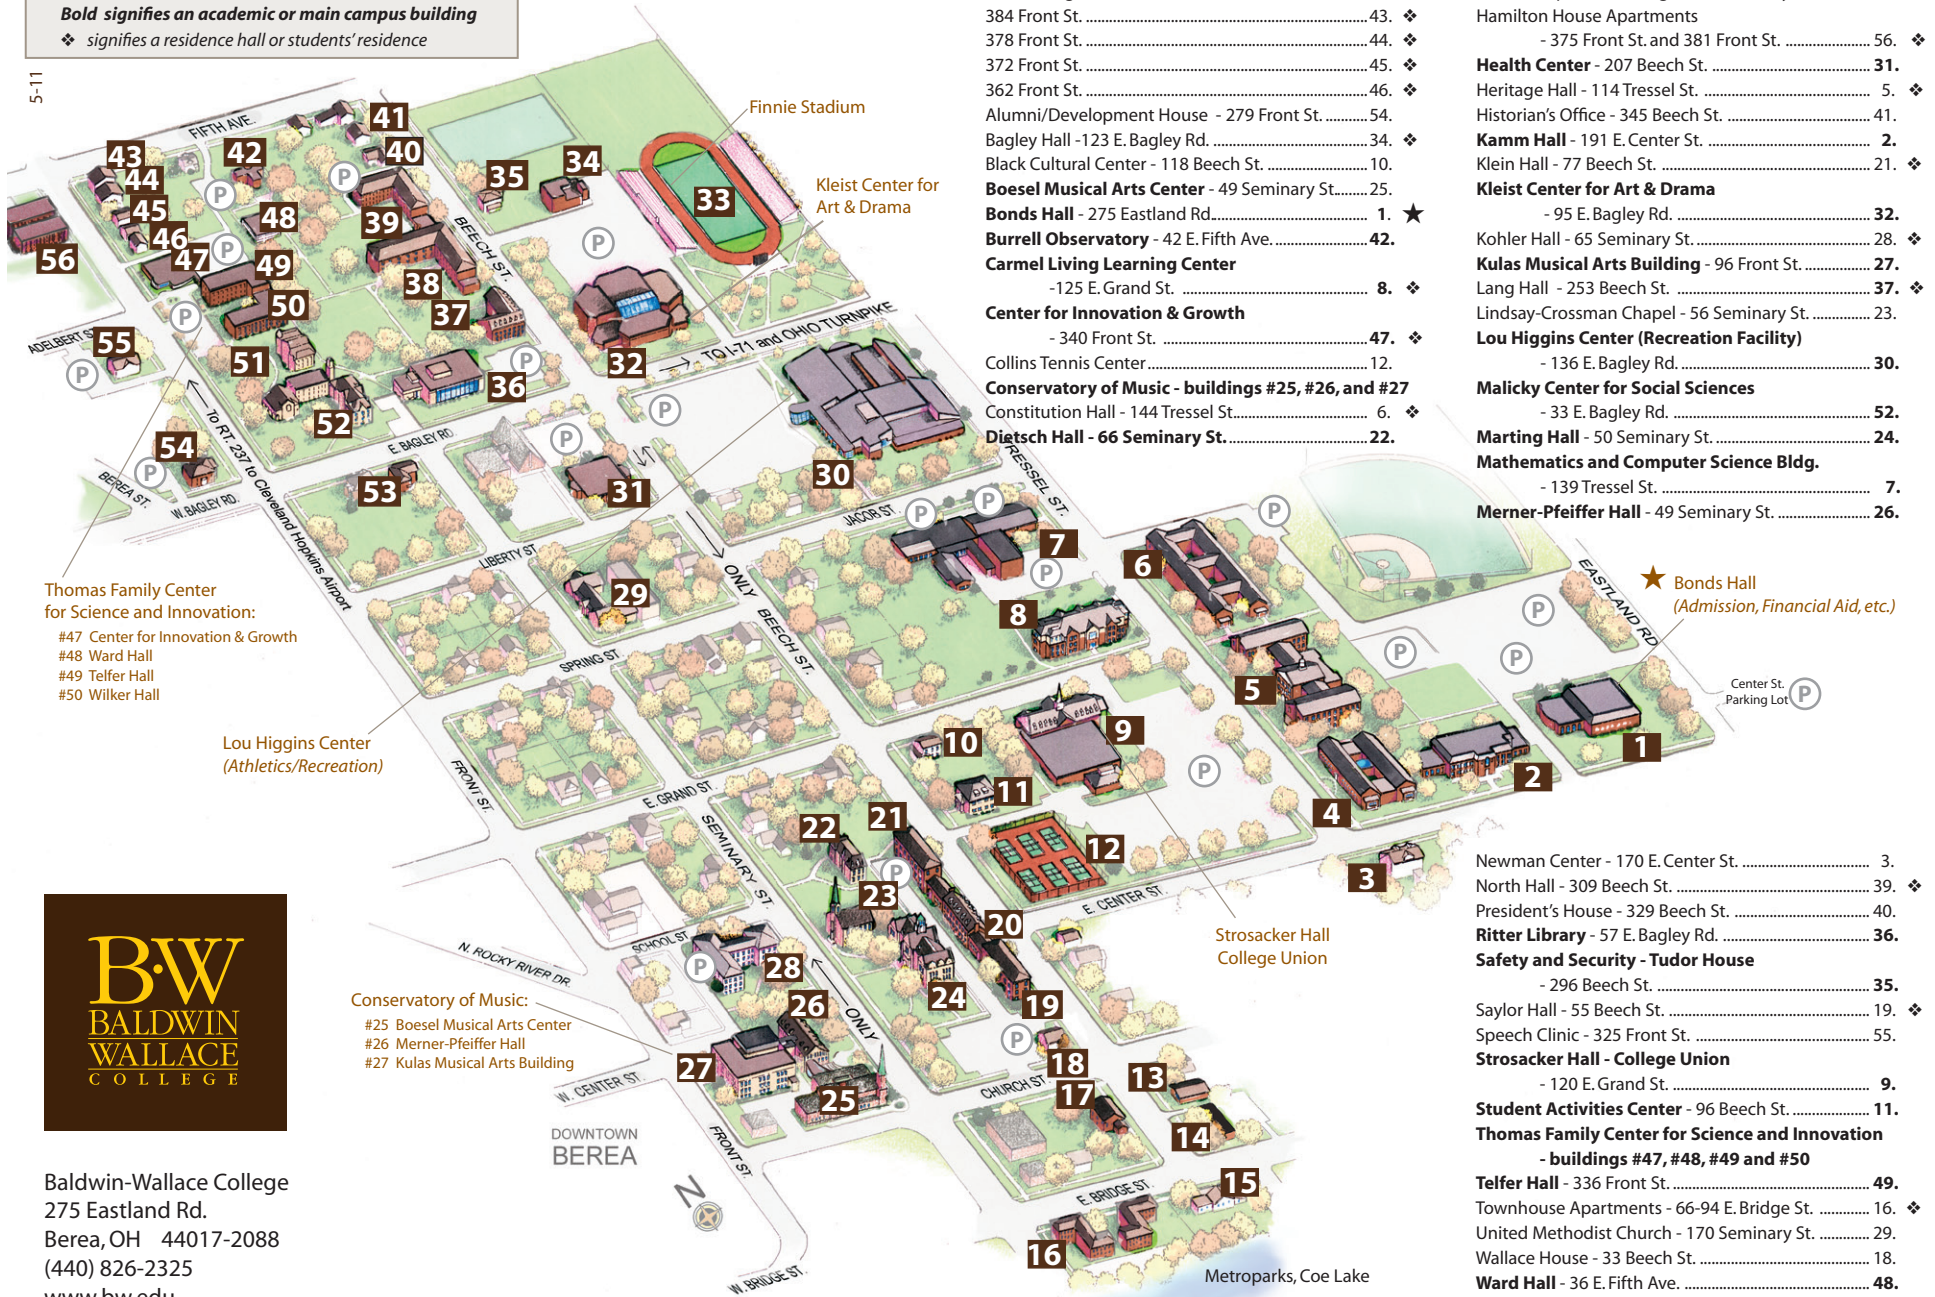 Bold signifies an academic or main campus building
❖ signifies a residence hall or students' residence
5-11
384 Front St. 43. ❖
378 Front St. 44. ❖
372 Front St. 45. ❖
362 Front St. 46. ❖
Alumni/Development House - 279 Front St. 54.
Bagley Hall -123 E. Bagley Rd. 34. ❖
Black Cultural Center - 118 Beech St. 10.
Boesel Musical Arts Center - 49 Seminary St. 25.
Bonds Hall - 275 Eastland Rd. 1. ★
Burrell Observatory - 42 E. Fifth Ave. 42.
Carmel Living Learning Center
-125 E. Grand St. 8. ❖
Center for Innovation & Growth
- 340 Front St. 47. ❖
Collins Tennis Center 12.
Conservatory of Music - buildings #25, #26, and #27
Constitution Hall - 144 Tressel St. 6. ❖
Dietsch Hall - 66 Seminary St. 22.
Hamilton House Apartments
- 375 Front St. and 381 Front St. 56. ❖
Health Center - 207 Beech St. 31.
Heritage Hall - 114 Tressel St. 5. ❖
Historian's Office - 345 Beech St. 41.
Kamm Hall - 191 E. Center St. 2.
Klein Hall - 77 Beech St. 21. ❖
Kleist Center for Art & Drama
- 95 E. Bagley Rd. 32.
Kohler Hall - 65 Seminary St. 28. ❖
Kulas Musical Arts Building - 96 Front St. 27.
Lang Hall - 253 Beech St. 37. ❖
Lindsay-Crossman Chapel - 56 Seminary St. 23.
Lou Higgins Center (Recreation Facility)
- 136 E. Bagley Rd. 30.
Malicky Center for Social Sciences
- 33 E. Bagley Rd. 52.
Marting Hall - 50 Seminary St. 24.
Mathematics and Computer Science Bldg.
- 139 Tressel St. 7.
Merner-Pfeiffer Hall - 49 Seminary St. 26.
Newman Center - 170 E. Center St. 3.
North Hall - 309 Beech St. 39. ❖
President's House - 329 Beech St. 40.
Ritter Library - 57 E. Bagley Rd. 36.
Safety and Security - Tudor House
- 296 Beech St. 35.
Saylor Hall - 55 Beech St. 19. ❖
Speech Clinic - 325 Front St. 55.
Strosacker Hall - College Union
- 120 E. Grand St. 9.
Student Activities Center - 96 Beech St. 11.
Thomas Family Center for Science and Innovation
- buildings #47, #48, #49 and #50
Telfer Hall - 336 Front St. 49.
Townhouse Apartments - 66-94 E. Bridge St. 16. ❖
United Methodist Church - 170 Seminary St. 29.
Wallace House - 33 Beech St. 18.
Ward Hall - 36 E. Fifth Ave. 48.
Finnie Stadium
Kleist Center for
Art & Drama
FIFTH AVE.
41
40
43
42
44
35
34
33
45
P
P
48
39
46
P
47
49
P
56
38
50
37
P
BEECH ST.
ADELBERT ST.
55
P
51
36
P
32
TO I-71 and OHIO TURNPIKE
52
P
E. BAGLEY RD.
P
54
P
BEREA ST.
W. BAGLEY RD.
To RT. 237 to Cleveland Hopkins Airport
53
31
30
TRESSEL ST.
P
P
JACOB ST.
7
P
6
P
EASTLAND RD
LIBERTY ST
29
ONLY
BEECH ST.
8
P
P
P
SPRING ST.
5
9
10
11
P
4
2
1
Center St.
Parking Lot P
Bonds Hall
(Admission, Financial Aid, etc.)
Thomas Family Center
for Science and Innovation:
#47 Center for Innovation & Growth
#48 Ward Hall
#49 Telfer Hall
#50 Wilker Hall
Lou Higgins Center
(Athletics/Recreation)
FRONT ST.
E. GRAND ST.
SEMINARY ST.
22
21
12
P
23
E. CENTER ST.
3
20
Strosacker Hall
College Union
SCHOOL ST
N. ROCKY RIVER DR.
P
28
24
19
26
ONLY
P
18
Conservatory of Music:
#25 Boesel Musical Arts Center
#26 Merner-Pfeiffer Hall
#27 Kulas Musical Arts Building
27
25
W. CENTER ST.
CHURCH ST
17
13
14
15
16
DOWNTOWN
BEREA
FRONT ST.
N
E. BRIDGE ST.
W. BRIDGE ST.
Metroparks, Coe Lake
B·W
BALDWIN
WALLACE
COLLEGE
Baldwin-Wallace College
275 Eastland Rd.
Berea, OH 44017-2088
(440) 826-2325
www.bw.edu